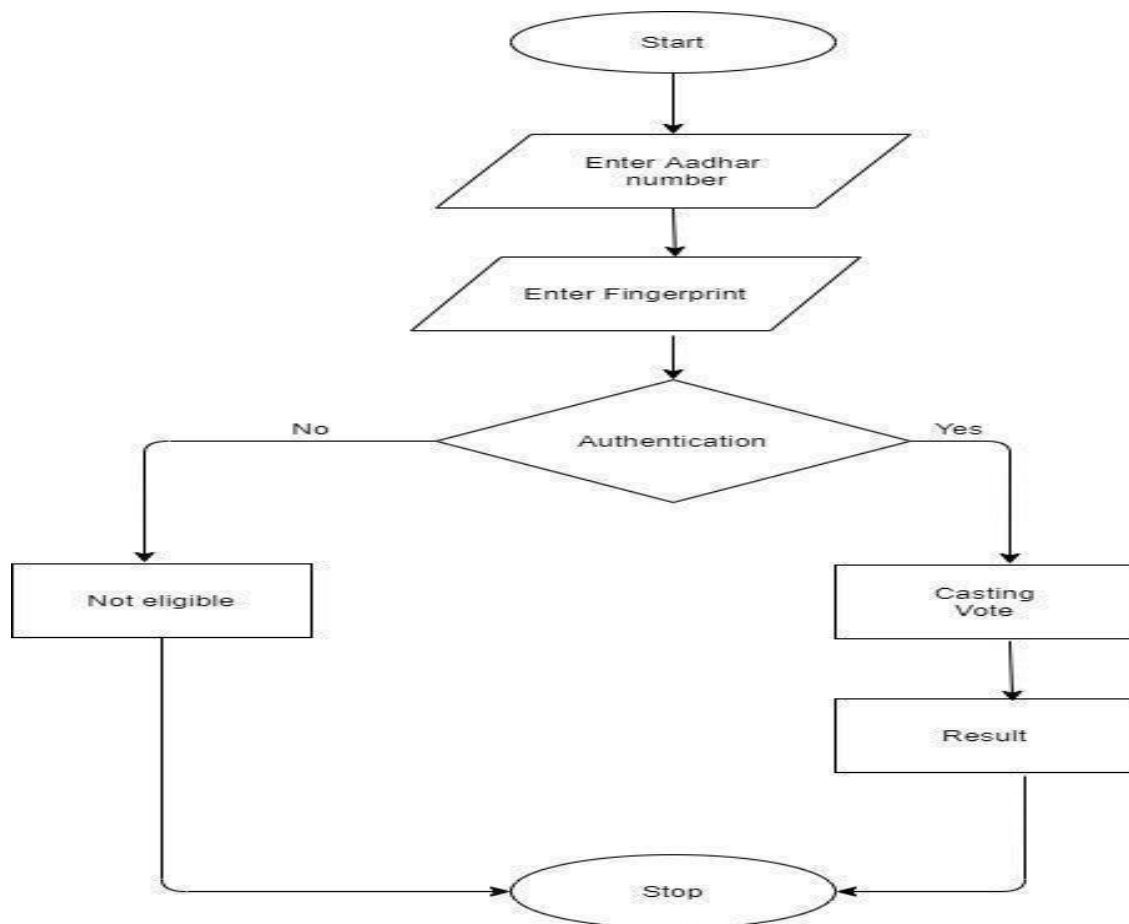 Start
Enter Aadhar
number
Enter Fingerprint
Authentication
No
Yes
Not eligible
Casting
Vote
Result
Stop